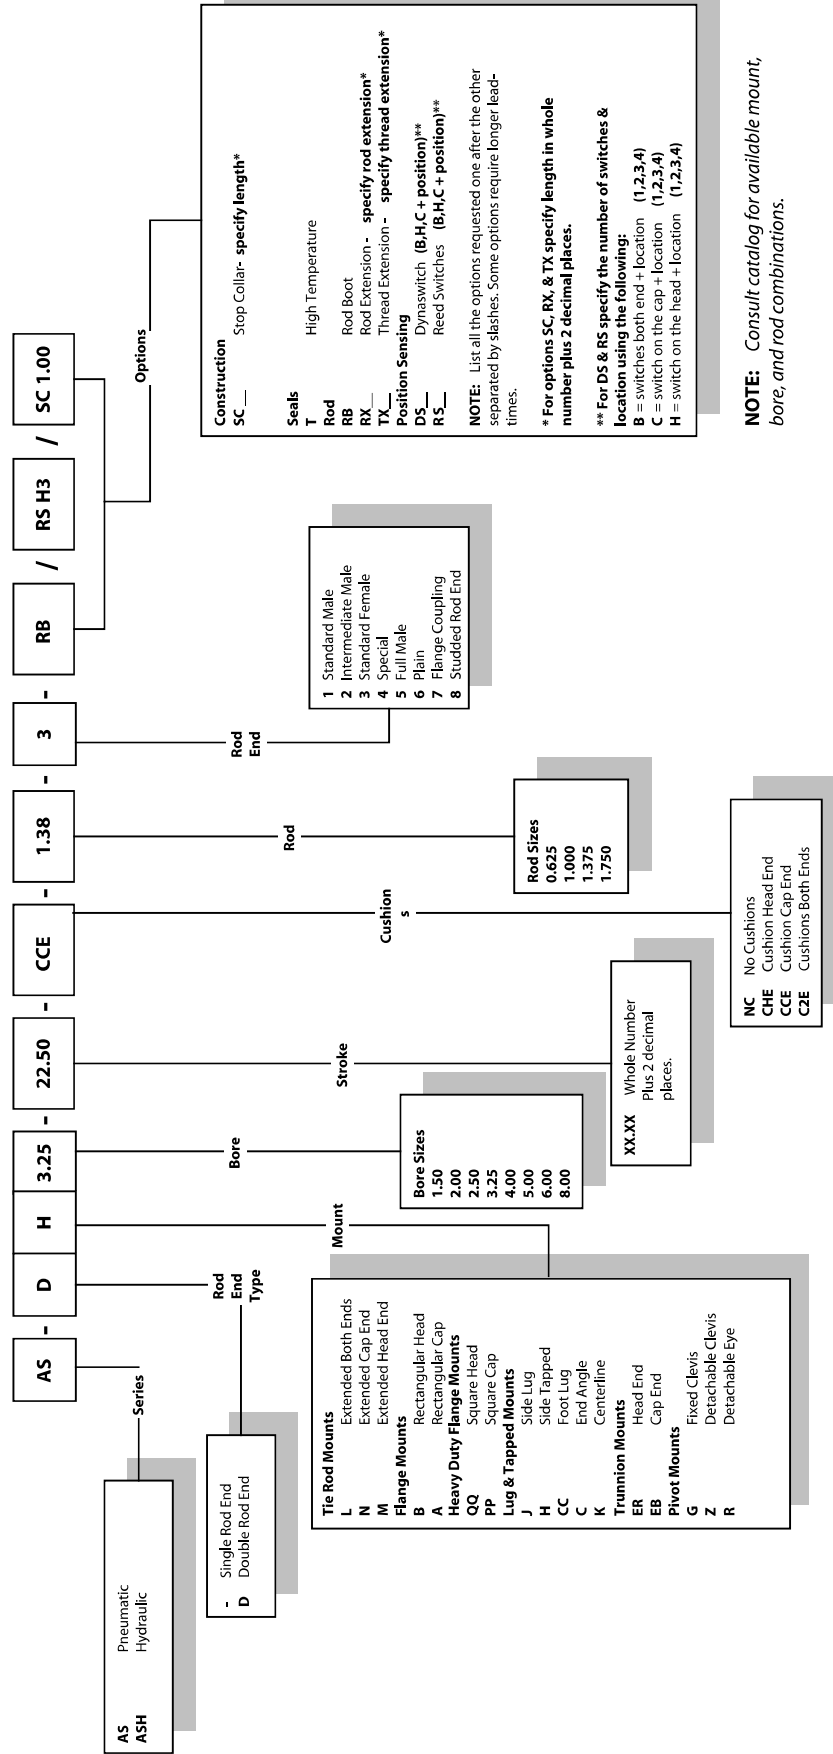 AS - D H 3.25 - 22.50 - CCE - 1.38 - 3 - RB / RS H3 / SC 1.00
Series
AS Pneumatic
ASH Hydraulic
Rod
End
Type
- Single Rod End
D Double Rod End
Mount
Tie Rod Mounts
L Extended Both Ends
N Extended Cap End
M Extended Head End
Flange Mounts
B Rectangular Head
A Rectangular Cap
Heavy Duty Flange Mounts
QQ Square Head
PP Square Cap
Lug & Tapped Mounts
J Side Lug
H Side Tapped
CC Foot Lug
C End Angle
K Centerline
Trunnion Mounts
ER Head End
EB Cap End
Pivot Mounts
G Fixed Clevis
Z Detachable Clevis
R Detachable Eye
Bore
Bore Sizes
1.50
2.00
2.50
3.25
4.00
5.00
6.00
8.00
Stroke
XX.XX Whole Number
Plus 2 decimal
places.
Cushion
s
NC No Cushions
CHE Cushion Head End
CCE Cushion Cap End
C2E Cushions Both Ends
Rod
Rod Sizes
0.625
1.000
1.375
1.750
Rod
End
1 Standard Male
2 Intermediate Male
3 Standard Female
4 Special
5 Full Male
6 Plain
7 Flange Coupling
8 Studded Rod End
Options
Construction
SC__ Stop Collar- specify length*
Seals
T High Temperature
Rod
RB Rod Boot
RX__ Rod Extension - specify rod extension*
TX__ Thread Extension - specify thread extension*
Position Sensing
DS__ Dynaswitch (B,H,C + position)**
RS__ Reed Switches (B,H,C + position)**
NOTE: List all the options requested one after the other
separated by slashes. Some options require longer lead-
times.
* For options SC, RX, & TX specify length in whole
number plus 2 decimal places.
** For DS & RS specify the number of switches &
location using the following:
B = switches both end + location (1,2,3,4)
C = switch on the cap + location (1,2,3,4)
H = switch on the head + location (1,2,3,4)
NOTE: Consult catalog for available mount,
bore, and rod combinations.